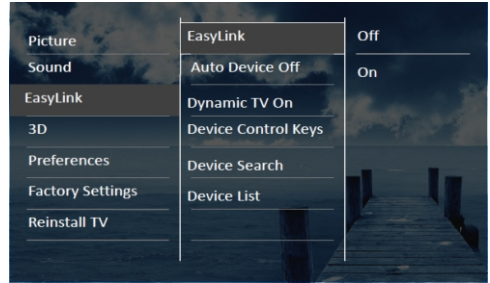 Picture
Sound
EasyLink
3D
Preferences
Factory Settings
Reinstall TV
EasyLink
Auto Device Off
Dynamic TV On
Device Control Keys
Device Search
Device List
Off
On